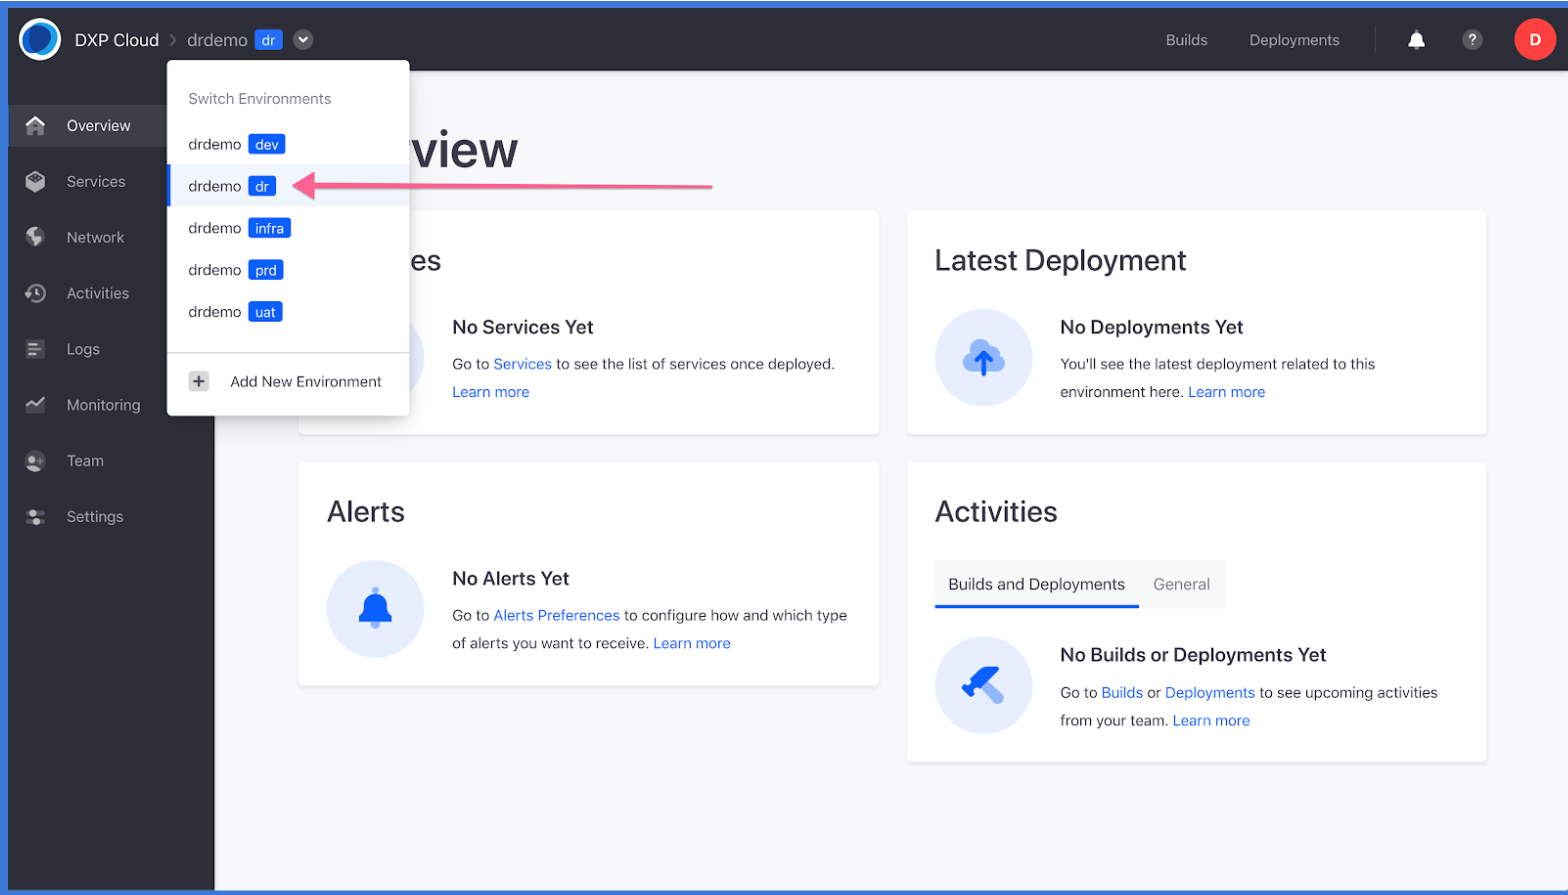 DXP Cloud > drdemo dr
Builds
Deployments
?
D
Switch Environments
drdemo dev
drdemo dr
drdemo infra
drdemo prd
drdemo uat
Add New Environment
Overview
Services
Network
Activities
Logs
Monitoring
Team
Settings
view
es
No Services Yet
Go to Services to see the list of services once deployed.
Learn more
Latest Deployment
No Deployments Yet
You'll see the latest deployment related to this
environment here. Learn more
Alerts
No Alerts Yet
Go to Alerts Preferences to configure how and which type
of alerts you want to receive. Learn more
Activities
Builds and Deployments
General
No Builds or Deployments Yet
Go to Builds or Deployments to see upcoming activities
from your team. Learn more